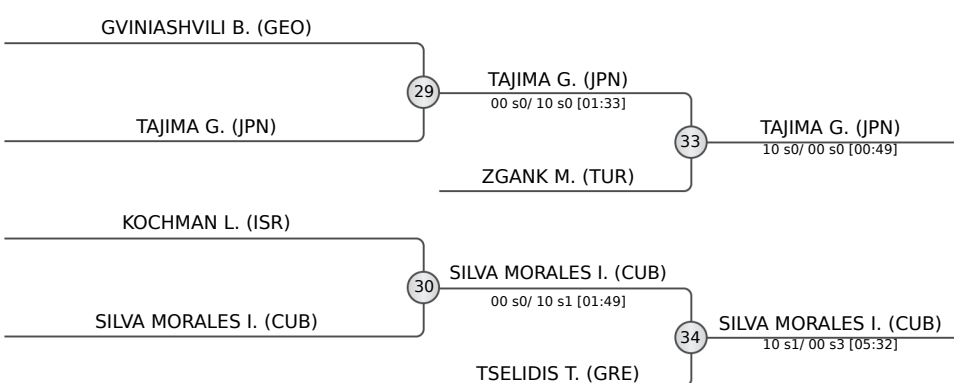 GVINIASHVILI B. (GEO)
29
TAJIMA G. (JPN)
00 s0/ 10 s0 [01:33]
TAJIMA G. (JPN)
33
TAJIMA G. (JPN)
10 s0/ 00 s0 [00:49]
ZGANK M. (TUR)
KOCHMAN L. (ISR)
30
SILVA MORALES I. (CUB)
00 s0/ 10 s1 [01:49]
SILVA MORALES I. (CUB)
34
SILVA MORALES I. (CUB)
10 s1/ 00 s3 [05:32]
TSELIDIS T. (GRE)